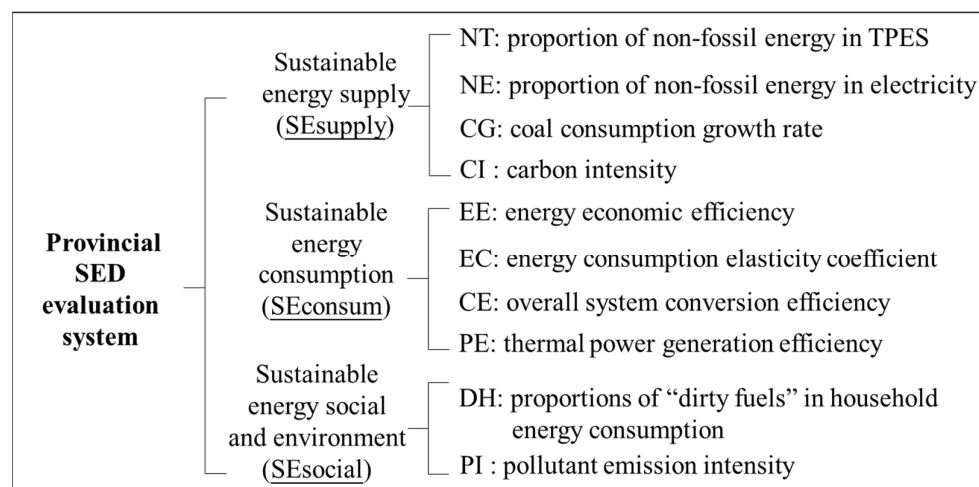 Provincial
SED
evaluation
system
Sustainable
energy supply
(SEsupply)
NT: proportion of non-fossil energy in TPES
NE: proportion of non-fossil energy in electricity
CG: coal consumption growth rate
CI : carbon intensity
Sustainable
energy
consumption
(SEconsum)
EE: energy economic efficiency
EC: energy consumption elasticity coefficient
CE: overall system conversion efficiency
PE: thermal power generation efficiency
Sustainable
energy social
and environment
(SEsocial)
DH: proportions of “dirty fuels” in household
energy consumption
PI : pollutant emission intensity